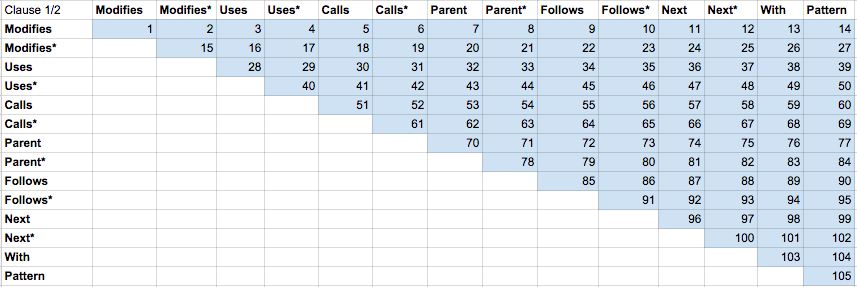 Clause 1/2 Modifies Modifies* Uses Uses* Calls Calls* Parent Parent* Follows Follows* Next Next* With Pattern
Modifies 1 2 3 4 5 6 7 8 9 10 11 12 13 14
Modifies* 15 16 17 18 19 20 21 22 23 24 25 26 27
Uses 28 29 30 31 32 33 34 35 36 37 38 39
Uses* 40 41 42 43 44 45 46 47 48 49 50
Calls 51 52 53 54 55 56 57 58 59 60
Calls* 61 62 63 64 65 66 67 68 69
Parent 70 71 72 73 74 75 76 77
Parent* 78 79 80 81 82 83 84
Follows 85 86 87 88 89 90
Follows* 91 92 93 94 95
Next 96 97 98 99
Next* 100 101 102
With 103 104
Pattern 105